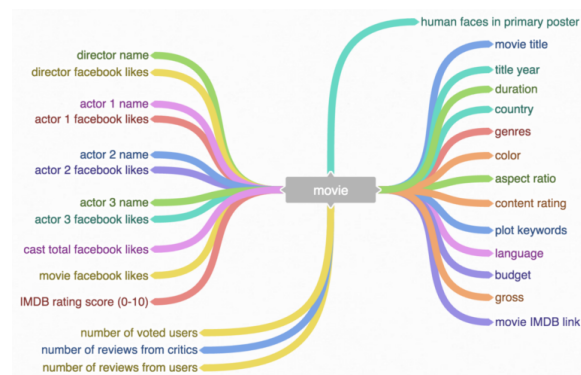 human faces in primary poster
director name
director facebook likes
actor 1 name
actor 1 facebook likes
actor 2 name
actor 2 facebook likes
actor 3 name
actor 3 facebook likes
cast total facebook likes
movie facebook likes
IMDB rating score (0-10)
number of voted users
number of reviews from critics
number of reviews from users
movie
movie title
title year
duration
country
genres
color
aspect ratio
content rating
plot keywords
language
budget
gross
movie IMDB link